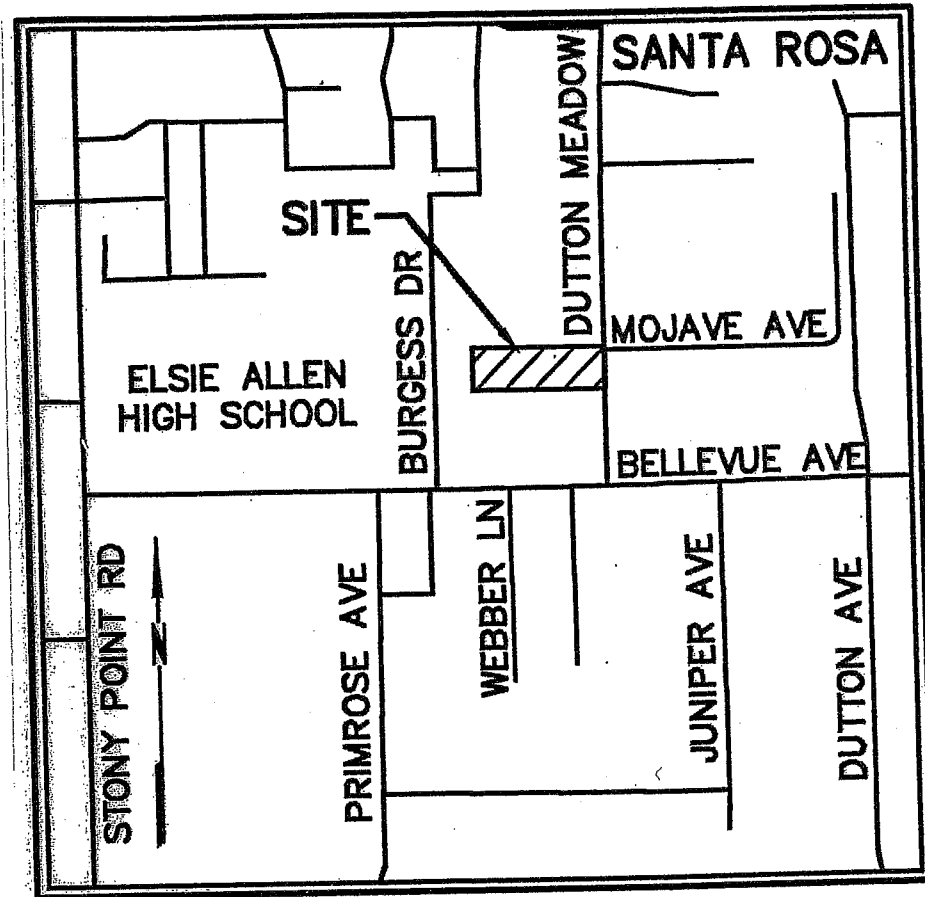 SANTA ROSA
DUTTON MEADOW
SITE
BURGESS DR
MOJAVE AVE
ELSIE ALLEN
HIGH SCHOOL
BELLEVUE AVE
STONY POINT RD
N
PRIMROSE AVE
WEBBER LN
JUNIPER AVE
DUTTON AVE